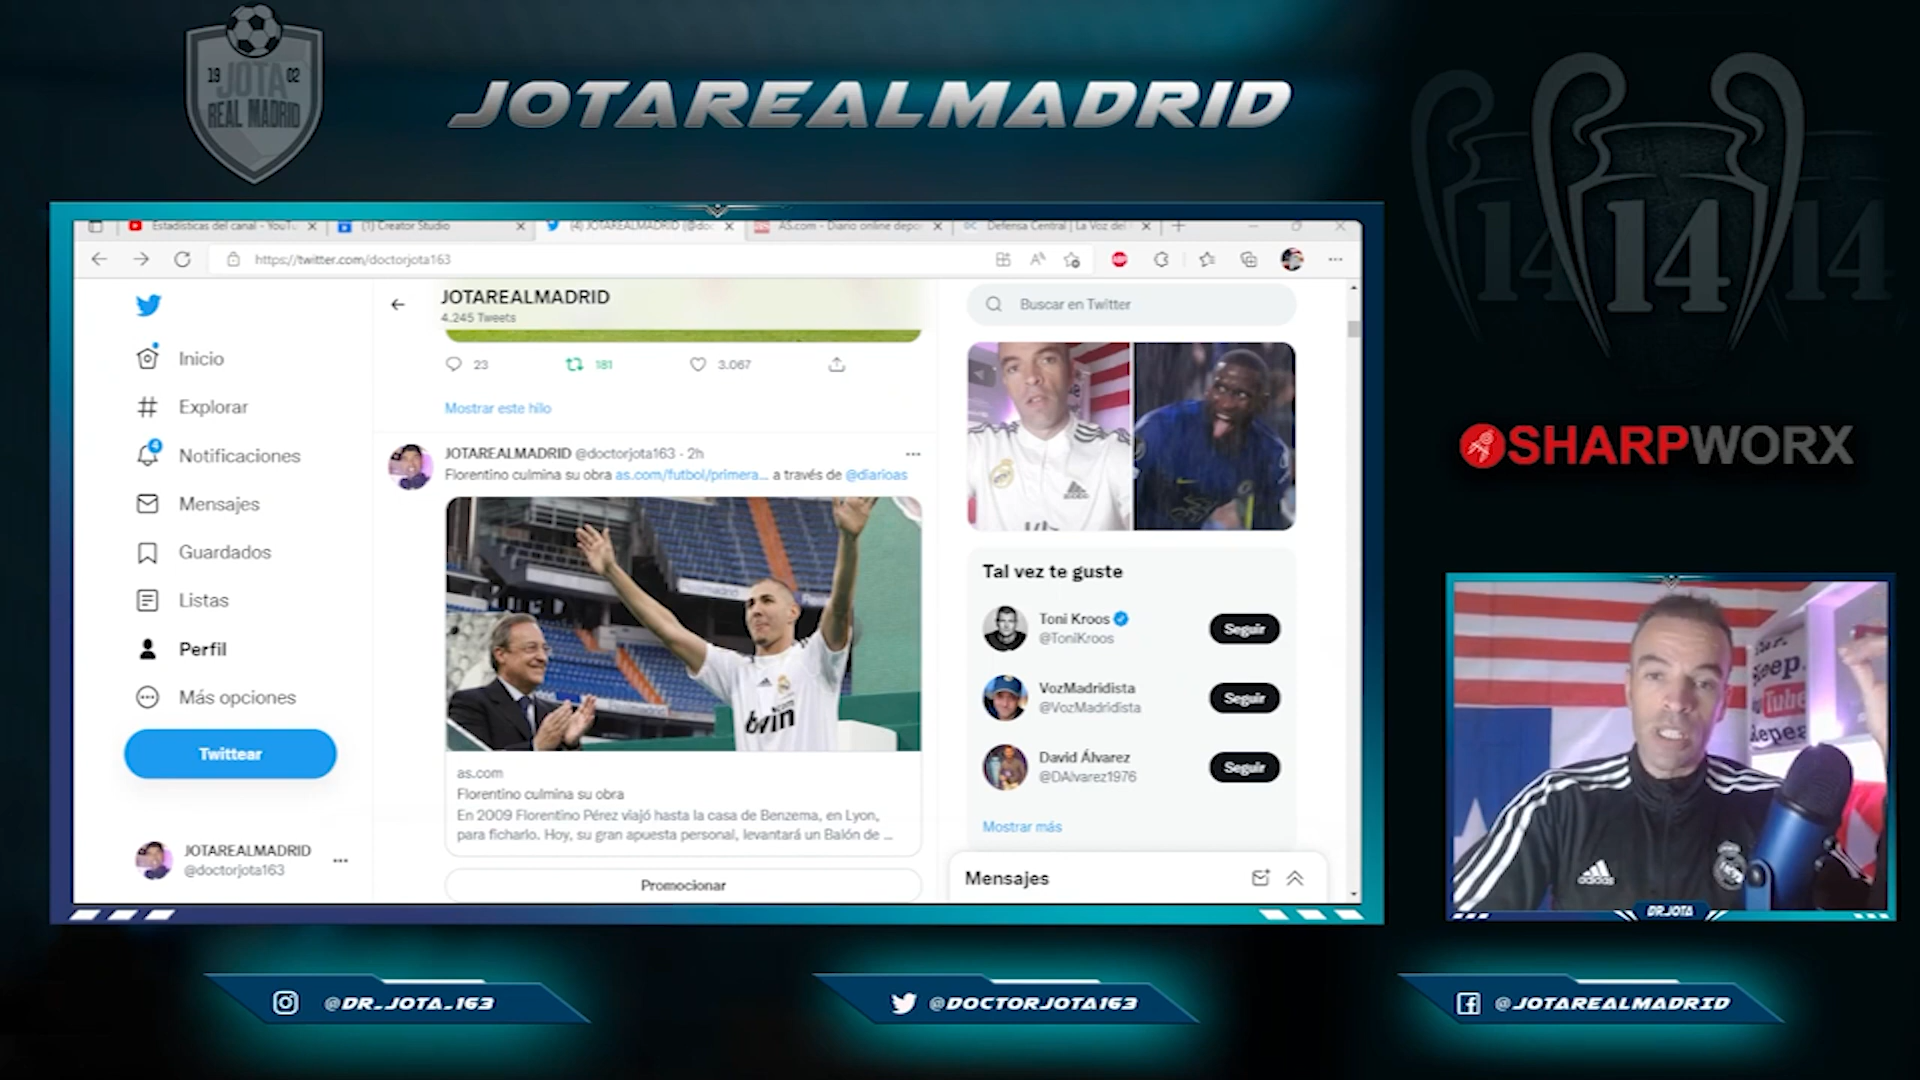 19 JOTA 02
REAL MADRID
JOTAREALMADRID
14 14 14
SHARPWORX
Estadísticas del canal - YouTu
(1) Creator Studio
(4) JOTAREALMADRID (@doc
AS.com - Diario online depo
Defensa Central | La Voz del
https://twitter.com/doctorjota163
JOTAREALMADRID
4.245 Tweets
Buscar en Twitter
23
181
3.067
Mostrar este hilo
Inicio
Explorar
4
Notificaciones
Mensajes
Guardados
Listas
Perfil
Más opciones
Twittear
JOTAREALMADRID
@doctorjota163
JOTAREALMADRID @doctorjota163 · 2h
Florentino culmina su obra as.com/futbol/primera... a través de @diarioas
bwin
as.com
Florentino culmina su obra
En 2009 Florentino Pérez viajó hasta la casa de Benzema, en Lyon,
para ficharlo. Hoy, su gran apuesta personal, levantará un Balón de ...
Promocionar
Tal vez te guste
Toni Kroos
@ToniKroos
Seguir
VozMadridista
@VozMadridista
Seguir
David Álvarez
@DAlvarez1976
Seguir
Mostrar más
Mensajes
Sleep.
YouTube
Repeat
adidas
DR.JOTA
@DR_JOTA_163
@DOCTORJOTA163
@JOTAREALMADRID